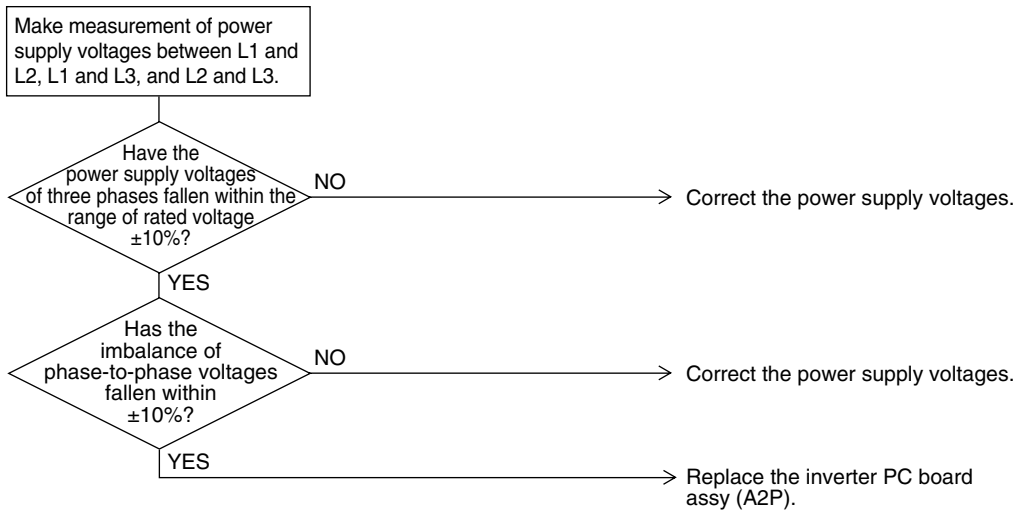 Make measurement of power
supply voltages between L1 and
L2, L1 and L3, and L2 and L3.
Have the
power supply voltages
of three phases fallen within the
range of rated voltage
±10%?
NO
Correct the power supply voltages.
YES
Has the
imbalance of
phase-to-phase voltages
fallen within
±10%?
NO
Correct the power supply voltages.
YES
Replace the inverter PC board
assy (A2P).